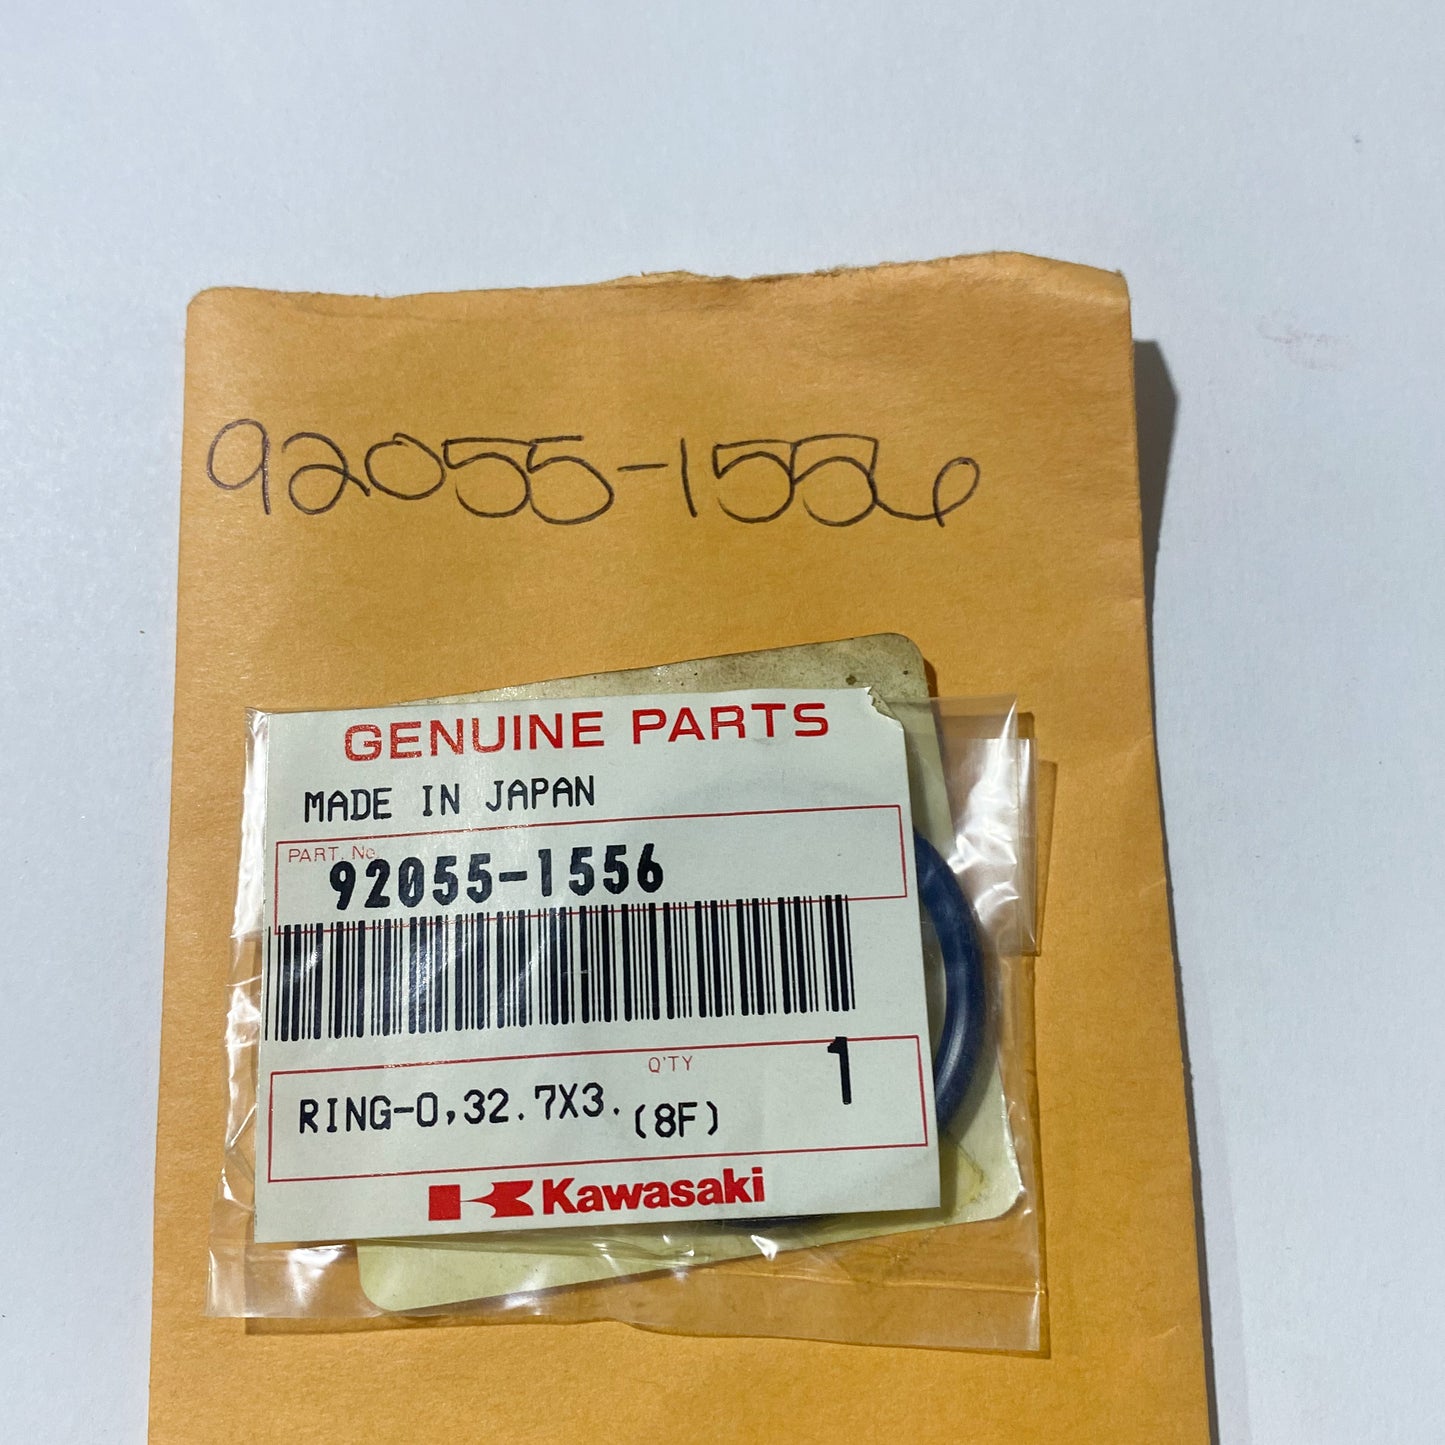 92055-1556
GENUINE PARTS
MADE IN JAPAN
PART. No.
92055-1556
Q'TY
1
RING-O,32.7X3.
(8F)
Kawasaki